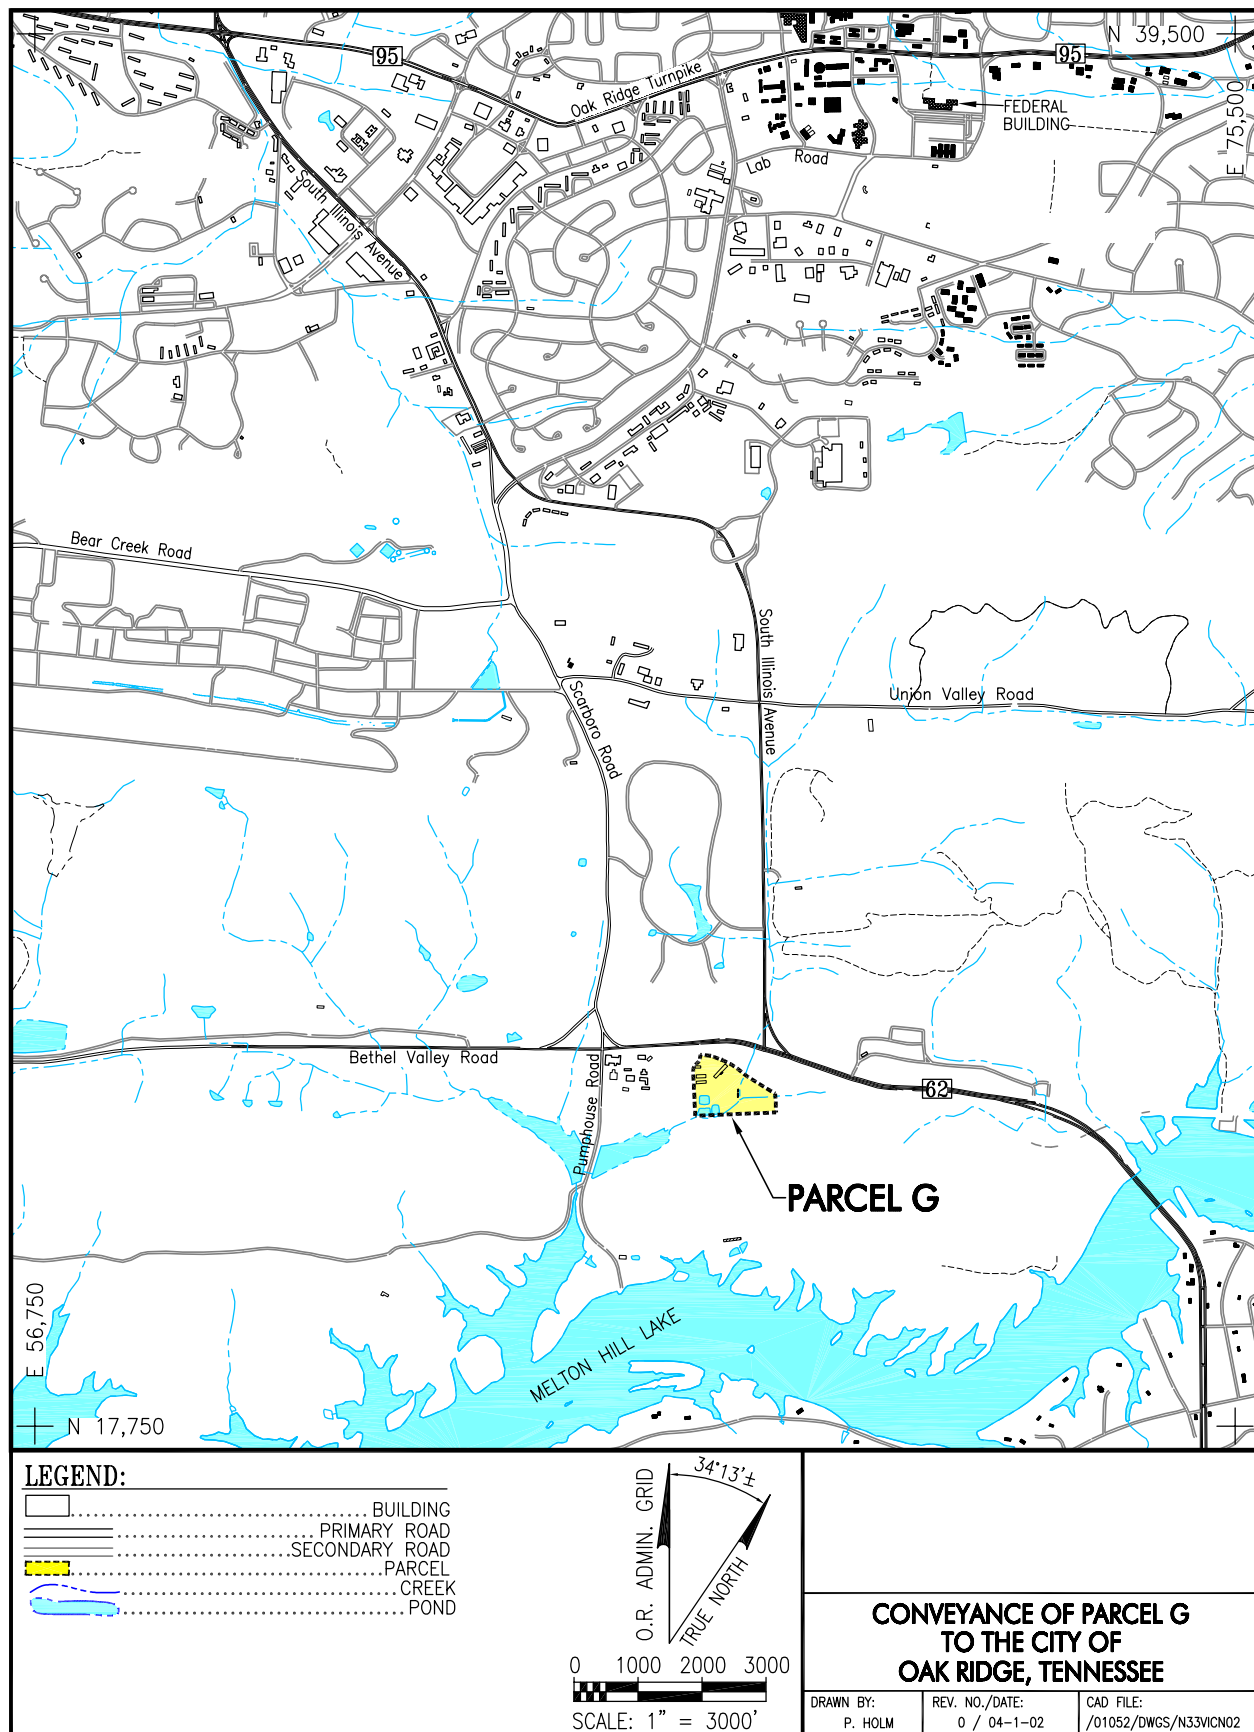 N 39,500
95
95
Oak Ridge Turnpike
FEDERAL
BUILDING
E 75,500
Lab Road
South Illinois Avenue
Bear Creek Road
South Illinois Avenue
Union Valley Road
Scarboro Road
Bethel Valley Road
Pumphouse Road
62
PARCEL G
MELTON HILL LAKE
E 56,750
N 17,750
LEGEND:
BUILDING
PRIMARY ROAD
SECONDARY ROAD
PARCEL
CREEK
POND
O.R. ADMIN. GRID
34°13'±
TRUE NORTH
0 1000 2000 3000
SCALE: 1" = 3000'
CONVEYANCE OF PARCEL G
TO THE CITY OF
OAK RIDGE, TENNESSEE
DRAWN BY:
P. HOLM
REV. NO./DATE:
0 / 04-1-02
CAD FILE:
/01052/DWGS/N33VICN02